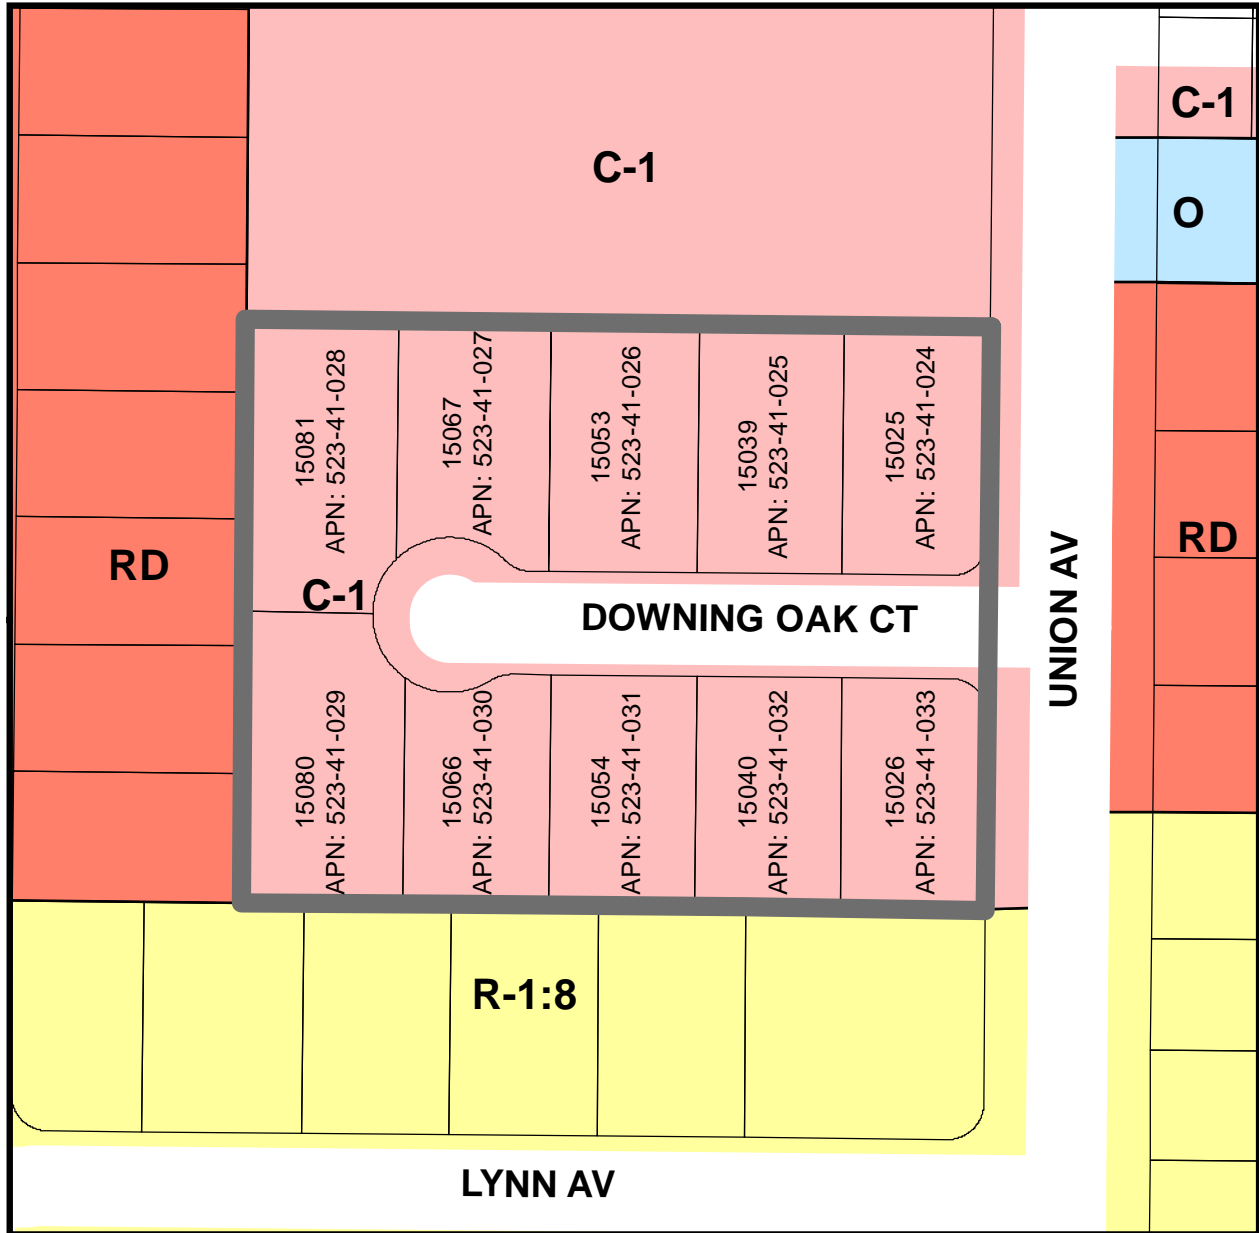 C-1
C-1
O
15081
APN: 523-41-028
15067
APN: 523-41-027
15053
APN: 523-41-026
15039
APN: 523-41-025
15025
APN: 523-41-024
RD
RD
C-1
DOWNING OAK CT
UNION AV
15080
APN: 523-41-029
15066
APN: 523-41-030
15054
APN: 523-41-031
15040
APN: 523-41-032
15026
APN: 523-41-033
R-1:8
LYNN AV